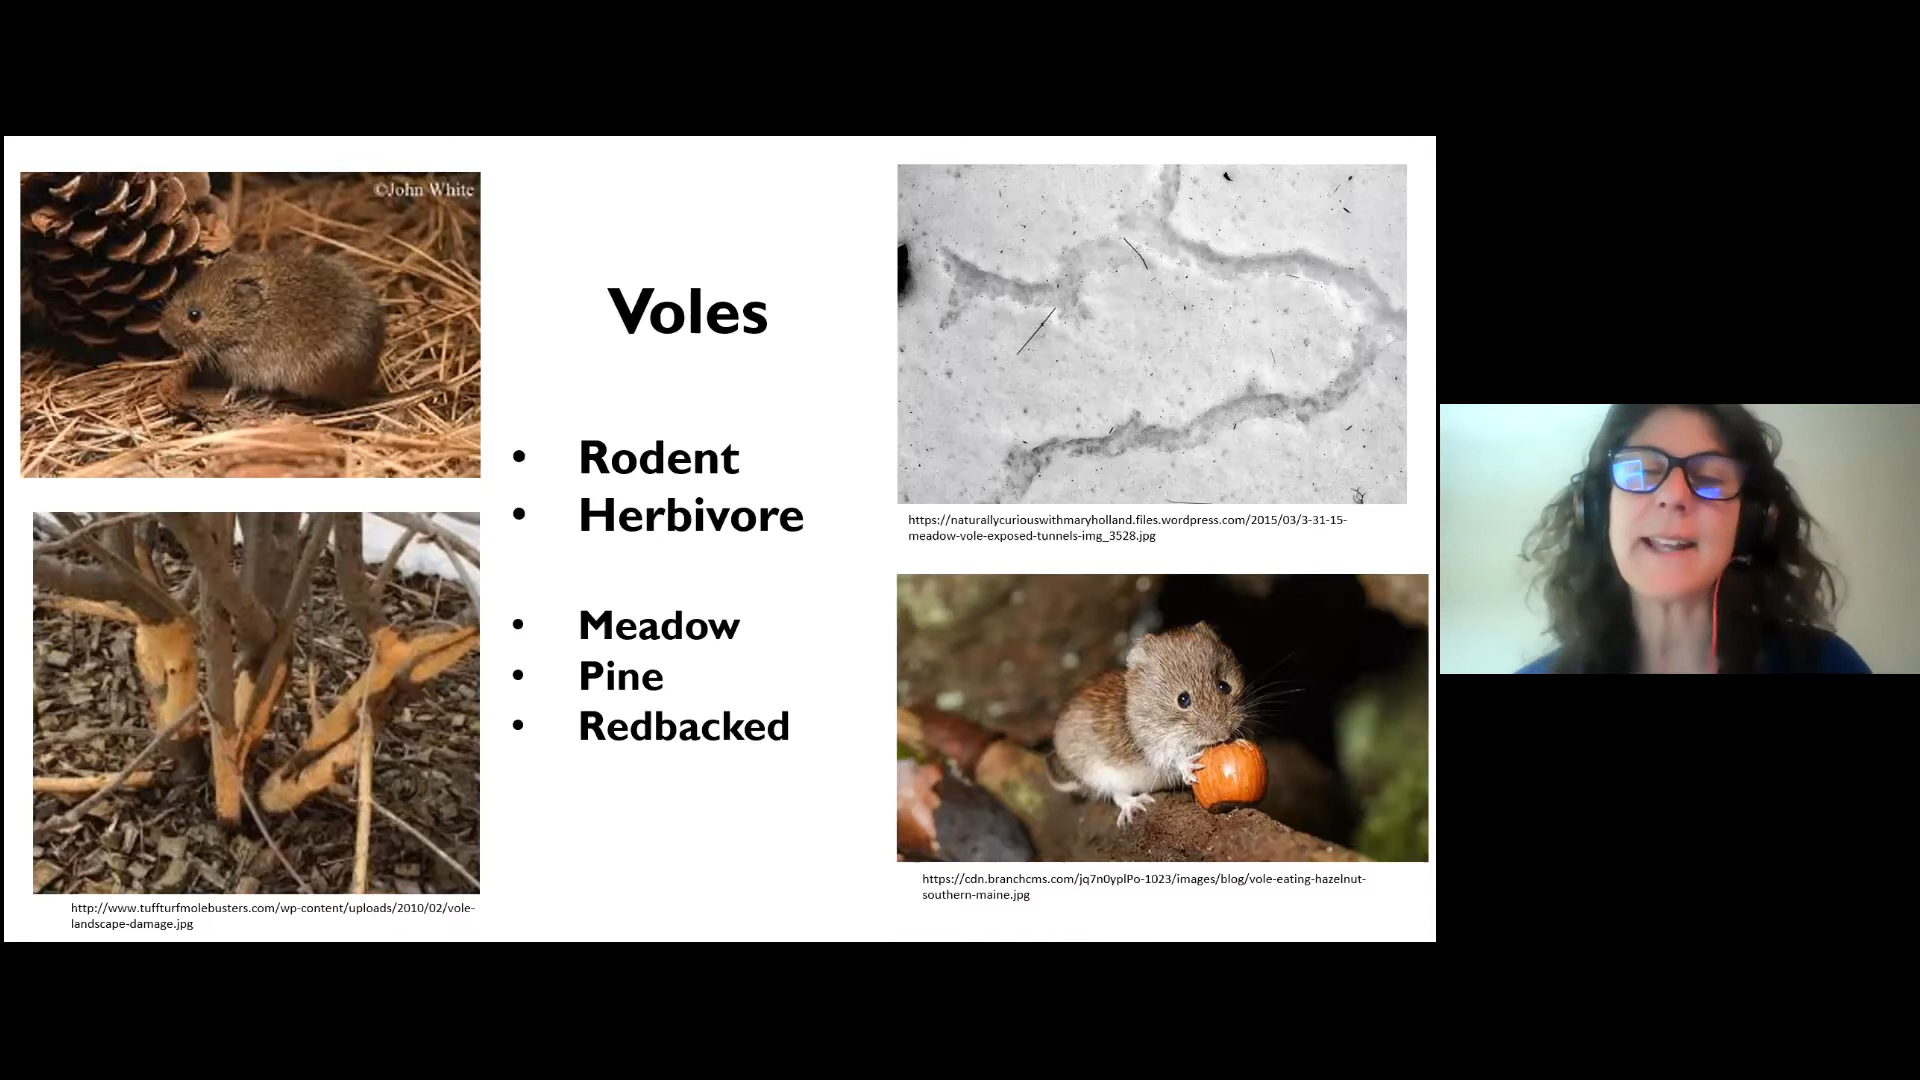 ©John White
Voles
• Rodent
• Herbivore
• Meadow
• Pine
• Redbacked
http://www.tuffturfmolebusters.com/wp-content/uploads/2010/02/vole-
landscape-damage.jpg
https://naturallycuriouswithmaryholland.files.wordpress.com/2015/03/3-31-15-
meadow-vole-exposed-tunnels-img_3528.jpg
https://cdn.branchcms.com/jq7n0yplPo-1023/images/blog/vole-eating-hazelnut-
southern-maine.jpg